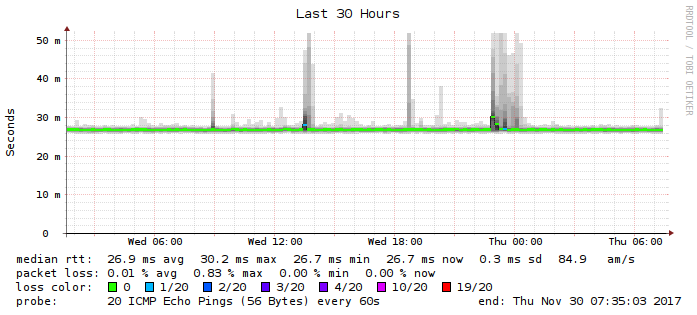 Last 30 Hours
RRDTOOL / TOBI OETIKER
Seconds
50 m
40 m
30 m
20 m
10 m
0
Wed 06:00 Wed 12:00 Wed 18:00 Thu 00:00 Thu 06:00
median rtt: 26.9 ms avg 30.2 ms max 26.7 ms min 26.7 ms now 0.3 ms sd 84.9 am/s
packet loss: 0.01 % avg 0.83 % max 0.00 % min 0.00 % now
loss color: 0 1/20 2/20 3/20 4/20 10/20 19/20
probe: 20 ICMP Echo Pings (56 Bytes) every 60s end: Thu Nov 30 07:35:03 2017